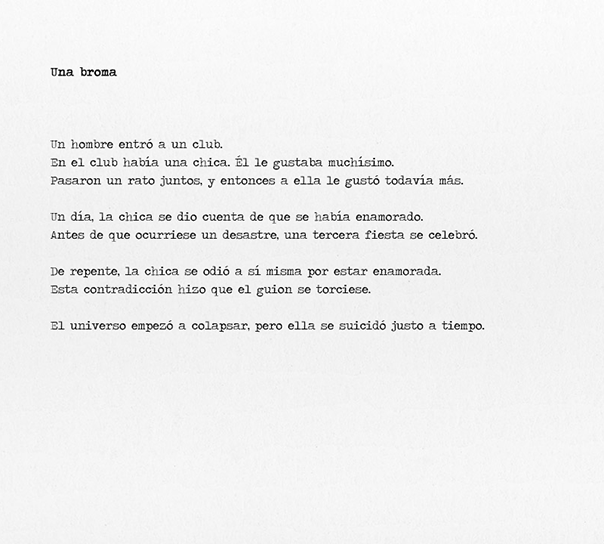 Una broma
Un hombre entró a un club.
En el club había una chica. Él le gustaba muchísimo.
Pasaron un rato juntos, y entonces a ella le gustó todavía más.
Un día, la chica se dio cuenta de que se había enamorado.
Antes de que ocurriese un desastre, una tercera fiesta se celebró.
De repente, la chica se odió a sí misma por estar enamorada.
Esta contradicción hizo que el guion se torciese.
El universo empezó a colapsar, pero ella se suicidó justo a tiempo.